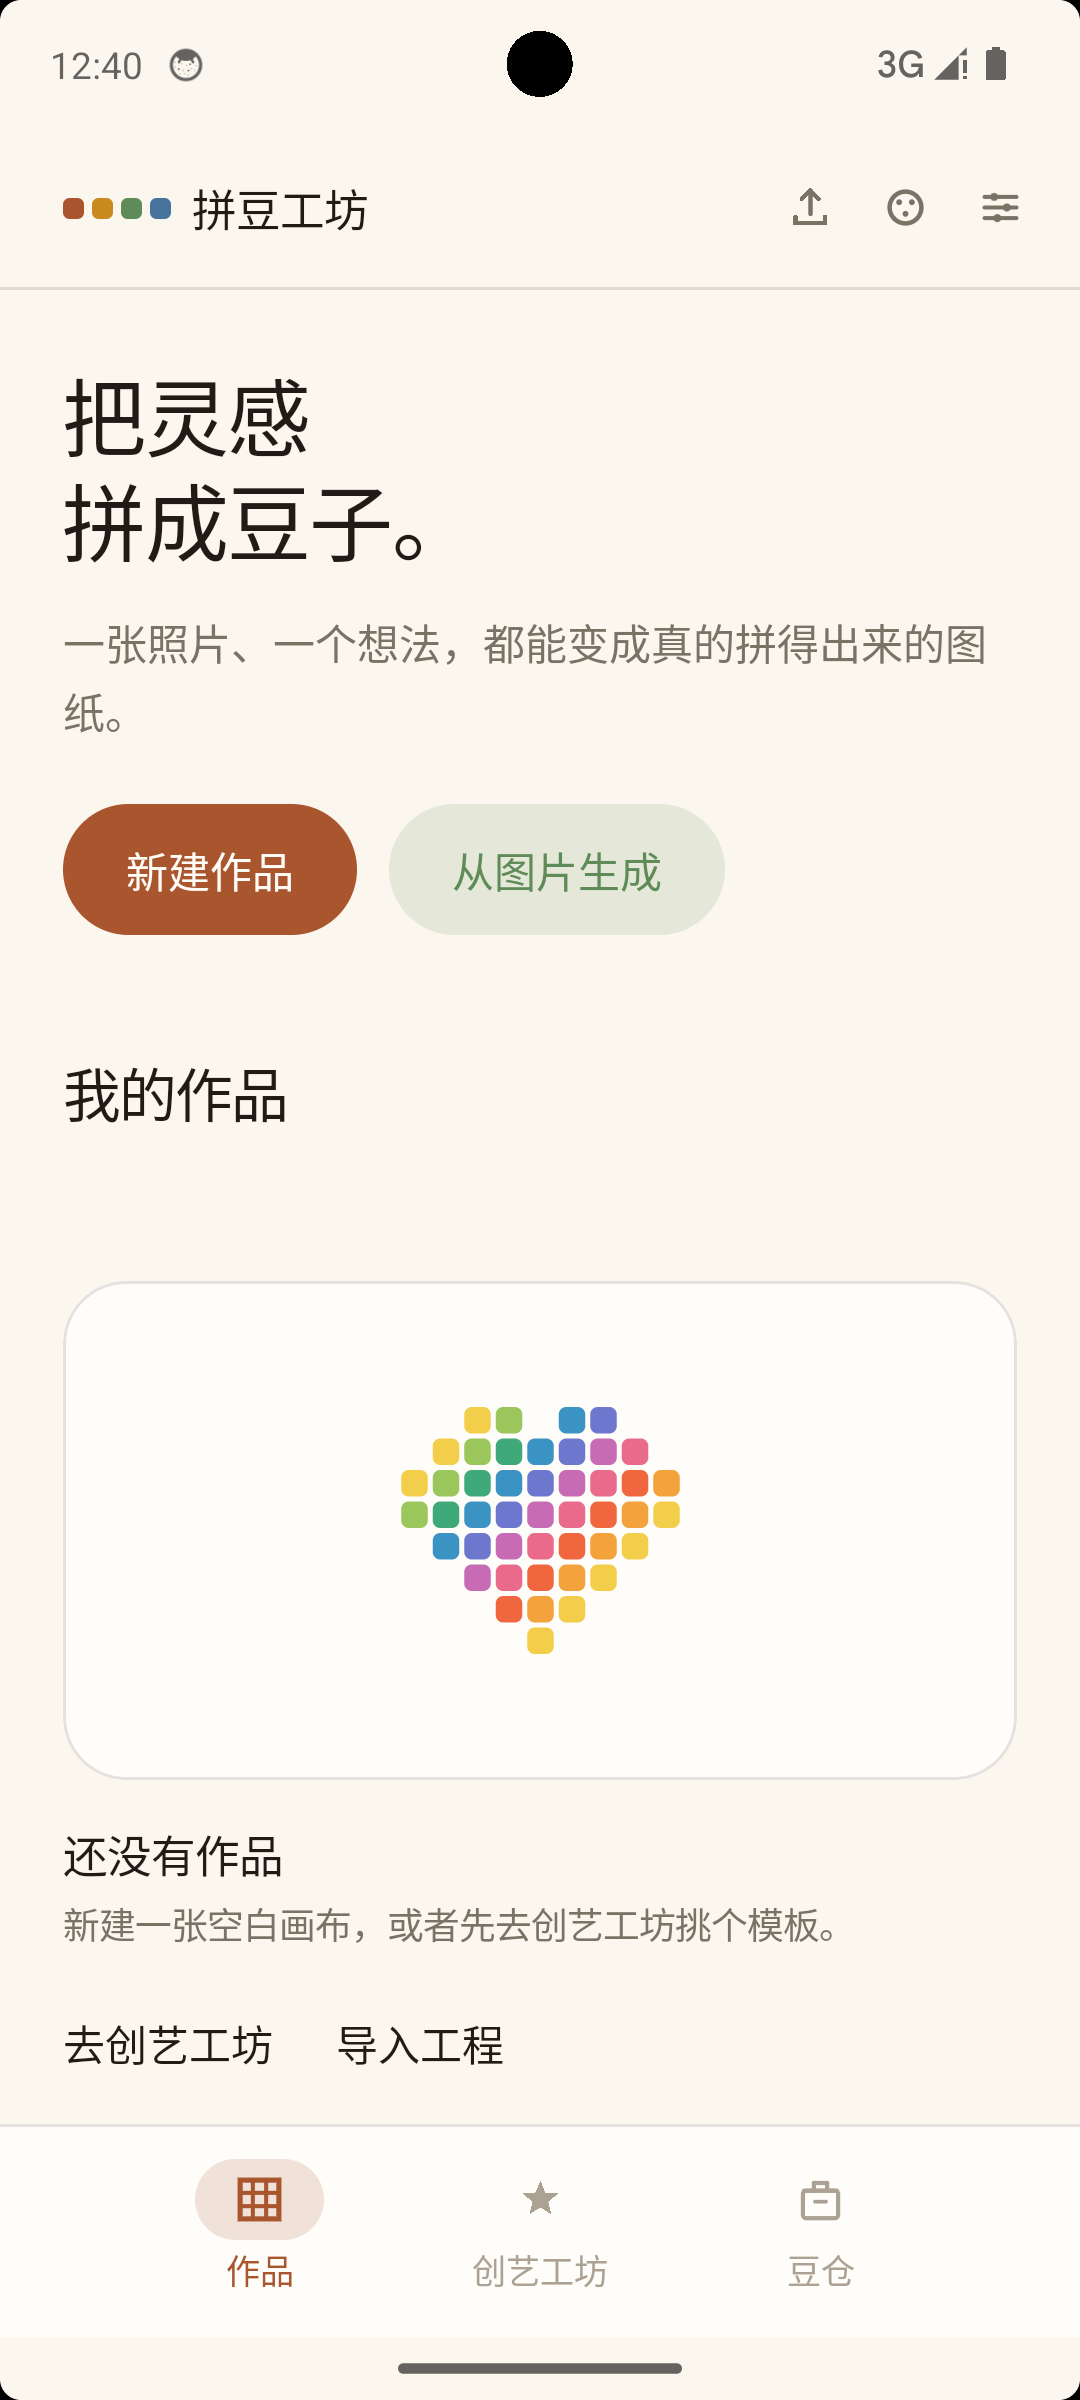 12:40
3G
拼豆工坊
把灵感
拼成豆子。
一张照片、一个想法，都能变成真的拼得出来的图
纸。
新建作品
从图片生成
我的作品
还没有作品
新建一张空白画布，或者先去创艺工坊挑个模板。
去创艺工坊
导入工程
作品
创艺工坊
豆仓